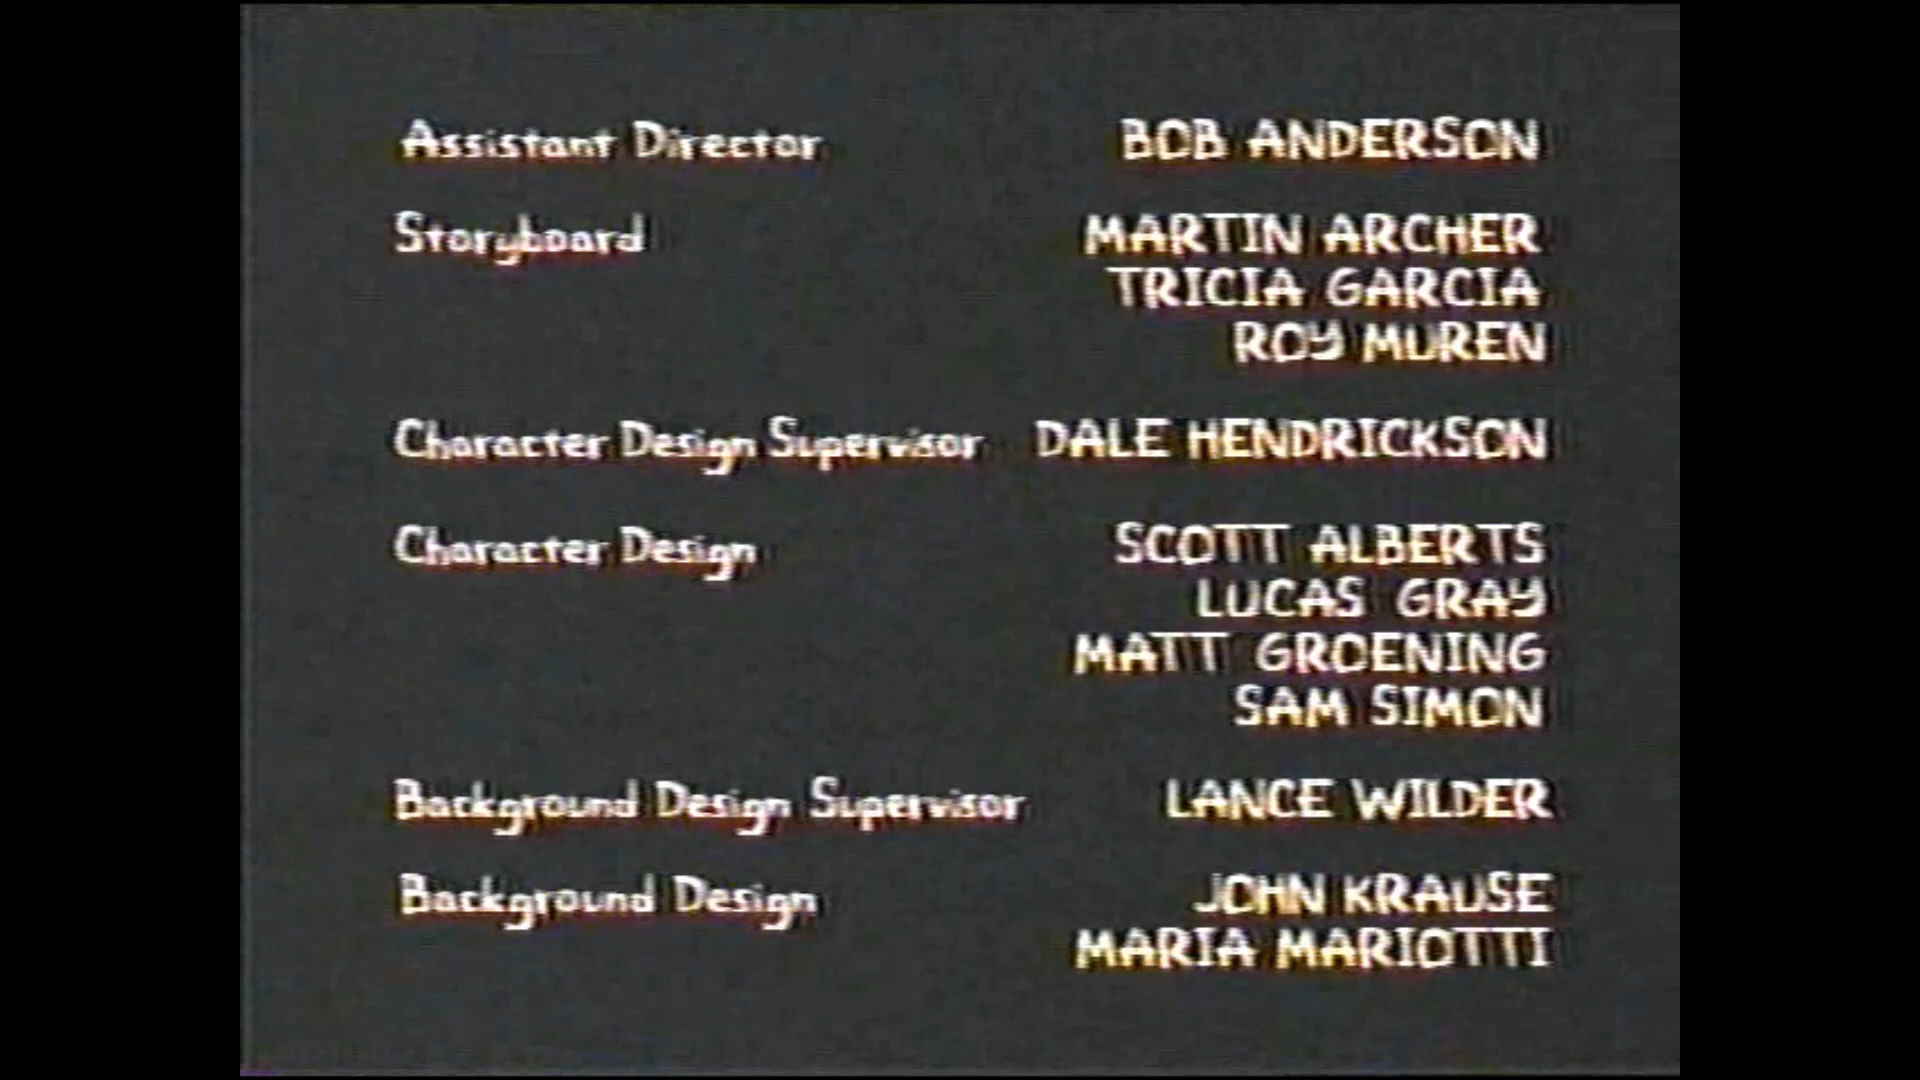 Assistant Director BOB ANDERSON
Storyboard MARTIN ARCHER
TRICIA GARCIA
ROY MUREN
Character Design Supervisor DALE HENDRICKSON
Character Design SCOTT ALBERTS
LUCAS GRAY
MATT GROENING
SAM SIMON
Background Design Supervisor LANCE WILDER
Background Design JOHN KRAUSE
MARIA MARIOTTI